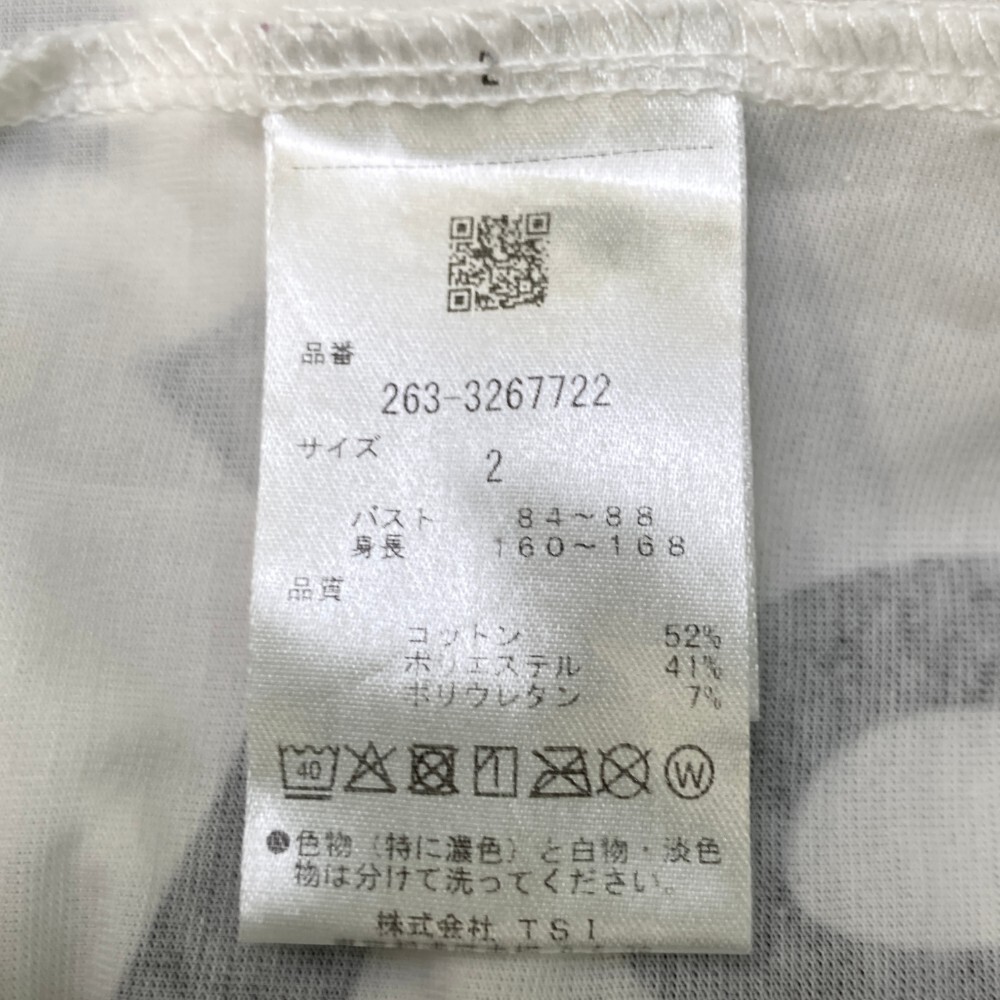 2
品番
263-3267722
サイズ
2
バスト 84~88
身長 160~168
品質
コットン 52%
ポリエステル 41%
ポリウレタン 7%
40 W
●色物(特に濃色)と白物・淡色
物は分けて洗ってください。
株式会社 TSI